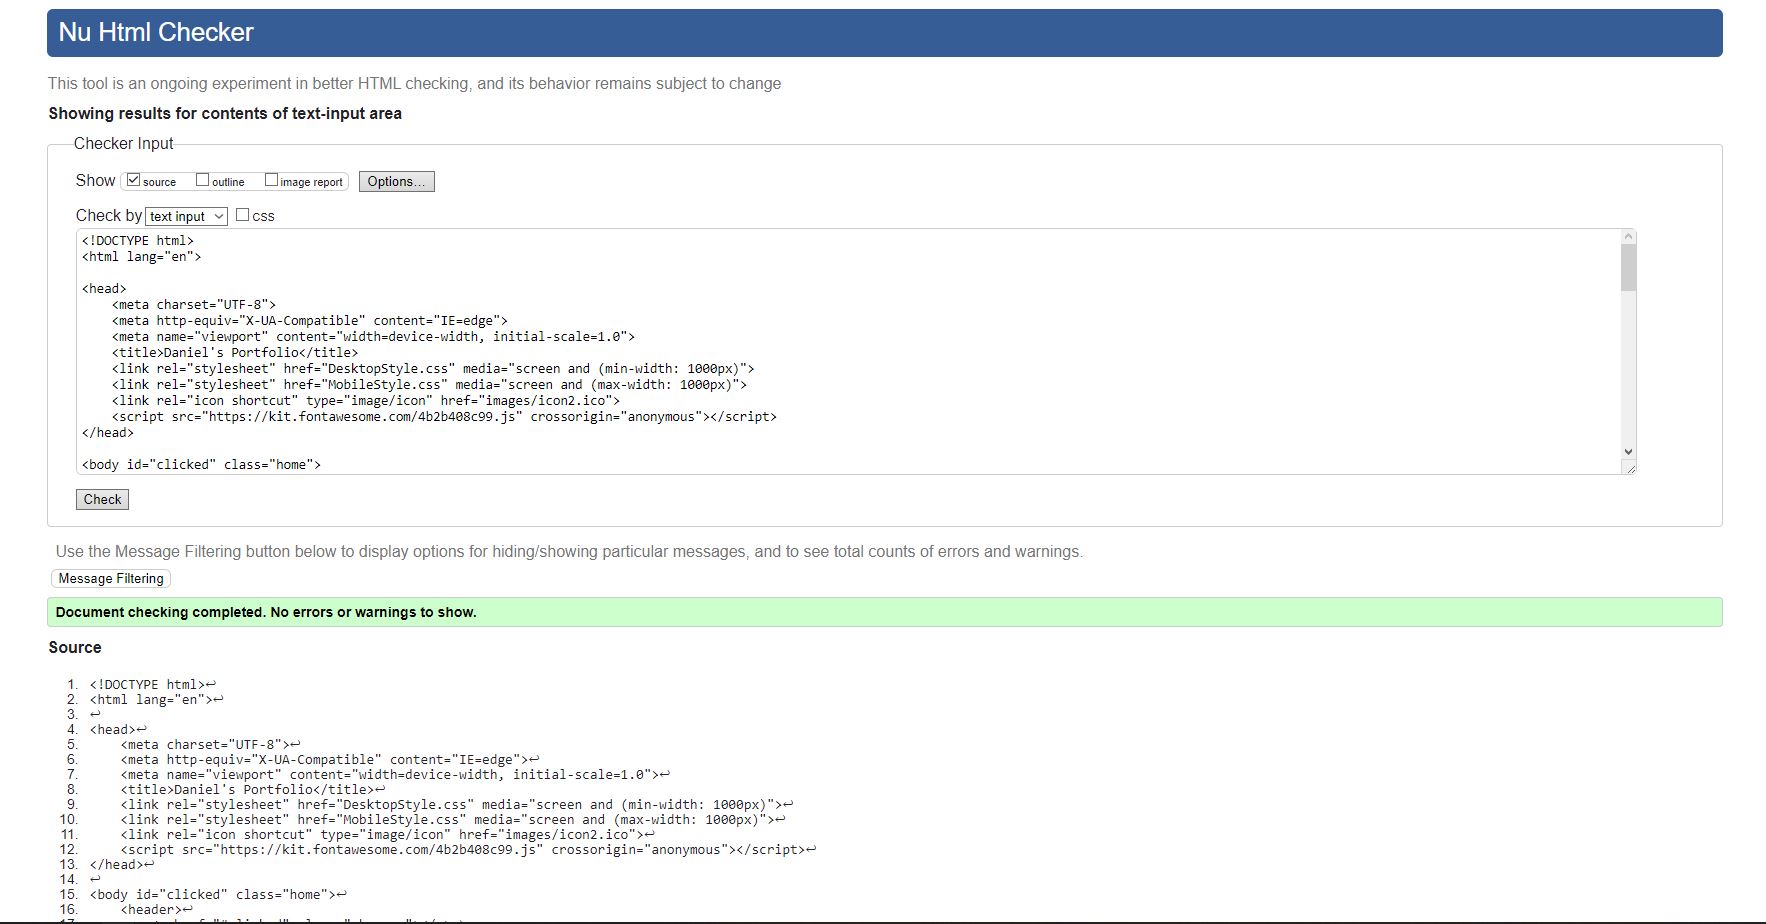 Nu Html Checker
This tool is an ongoing experiment in better HTML checking, and its behavior remains subject to change
Showing results for contents of text-input area
Checker Input
Show source outline image report Options...
Check by text input css
<!DOCTYPE html>
<html lang="en">
<head>
<meta charset="UTF-8">
<meta http-equiv="X-UA-Compatible" content="IE=edge">
<meta name="viewport" content="width=device-width, initial-scale=1.0">
<title>Daniel's Portfolio</title>
<link rel="stylesheet" href="DesktopStyle.css" media="screen and (min-width: 1000px)">
<link rel="stylesheet" href="MobileStyle.css" media="screen and (max-width: 1000px)">
<link rel="icon shortcut" type="image/icon" href="images/icon2.ico">
<script src="https://kit.fontawesome.com/4b2b408c99.js" crossorigin="anonymous"></script>
</head>
<body id="clicked" class="home">
Check
Use the Message Filtering button below to display options for hiding/showing particular messages, and to see total counts of errors and warnings.
Message Filtering
Document checking completed. No errors or warnings to show.
Source
1. <!DOCTYPE html>↩
2. <html lang="en">↩
3. ↩
4. <head>↩
5. <meta charset="UTF-8">↩
6. <meta http-equiv="X-UA-Compatible" content="IE=edge">↩
7. <meta name="viewport" content="width=device-width, initial-scale=1.0">↩
8. <title>Daniel's Portfolio</title>↩
9. <link rel="stylesheet" href="DesktopStyle.css" media="screen and (min-width: 1000px)">↩
10. <link rel="stylesheet" href="MobileStyle.css" media="screen and (max-width: 1000px)">↩
11. <link rel="icon shortcut" type="image/icon" href="images/icon2.ico">↩
12. <script src="https://kit.fontawesome.com/4b2b408c99.js" crossorigin="anonymous"></script>↩
13. </head>↩
14. ↩
15. <body id="clicked" class="home">↩
16. <header>↩